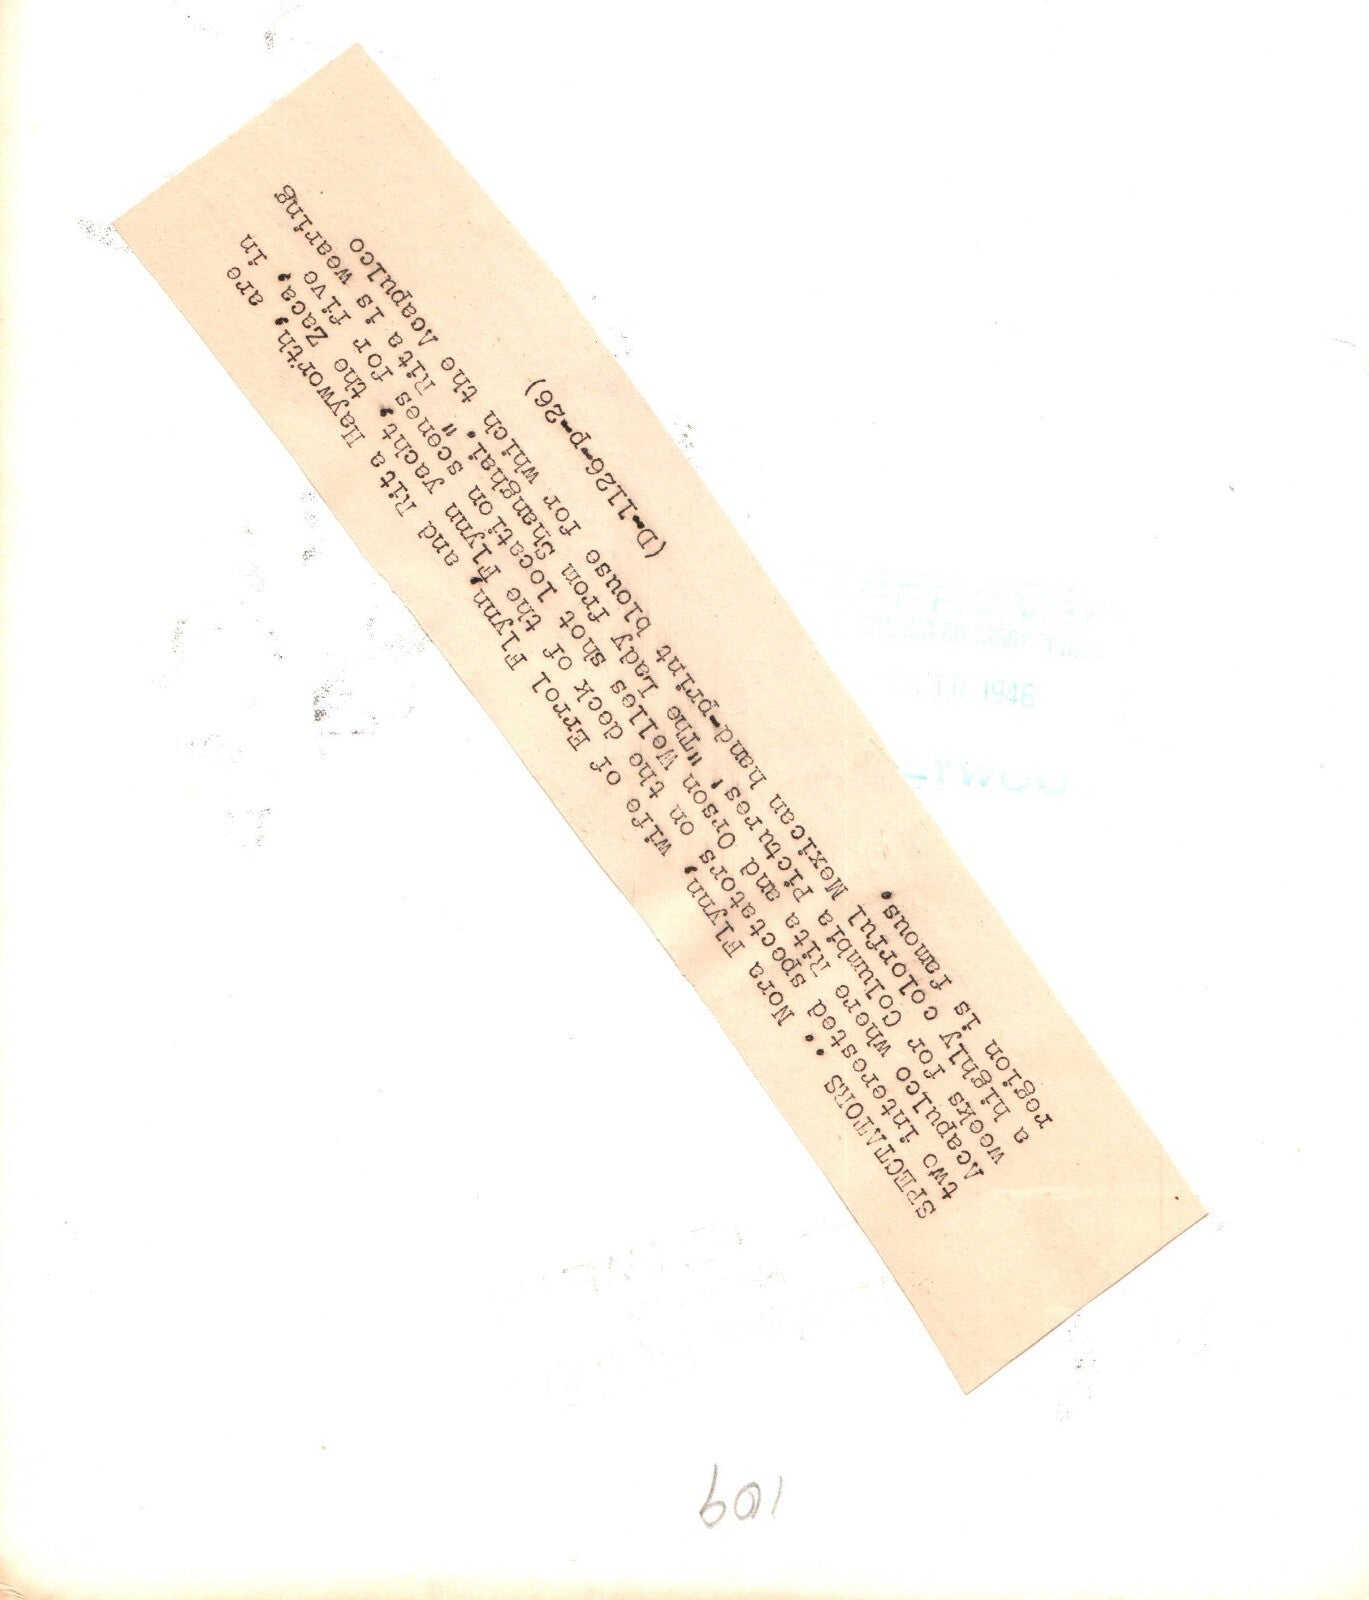 SPECTATORS .. Nora Flynn, wife of Errol Flynn, and Rita Hayworth, are
two interested spectators on the deck of the Flynn yacht, the Zaca, in
Acapulco where Rita and Orson Welles shot location scenes for five
weeks for Columbia Pictures, "The Lady from Shanghai." Rita is wearing
a highly colorful Mexican hand-print blouse for which the Acapulco
region is famous.
(D-1126-p-26)
1946
109